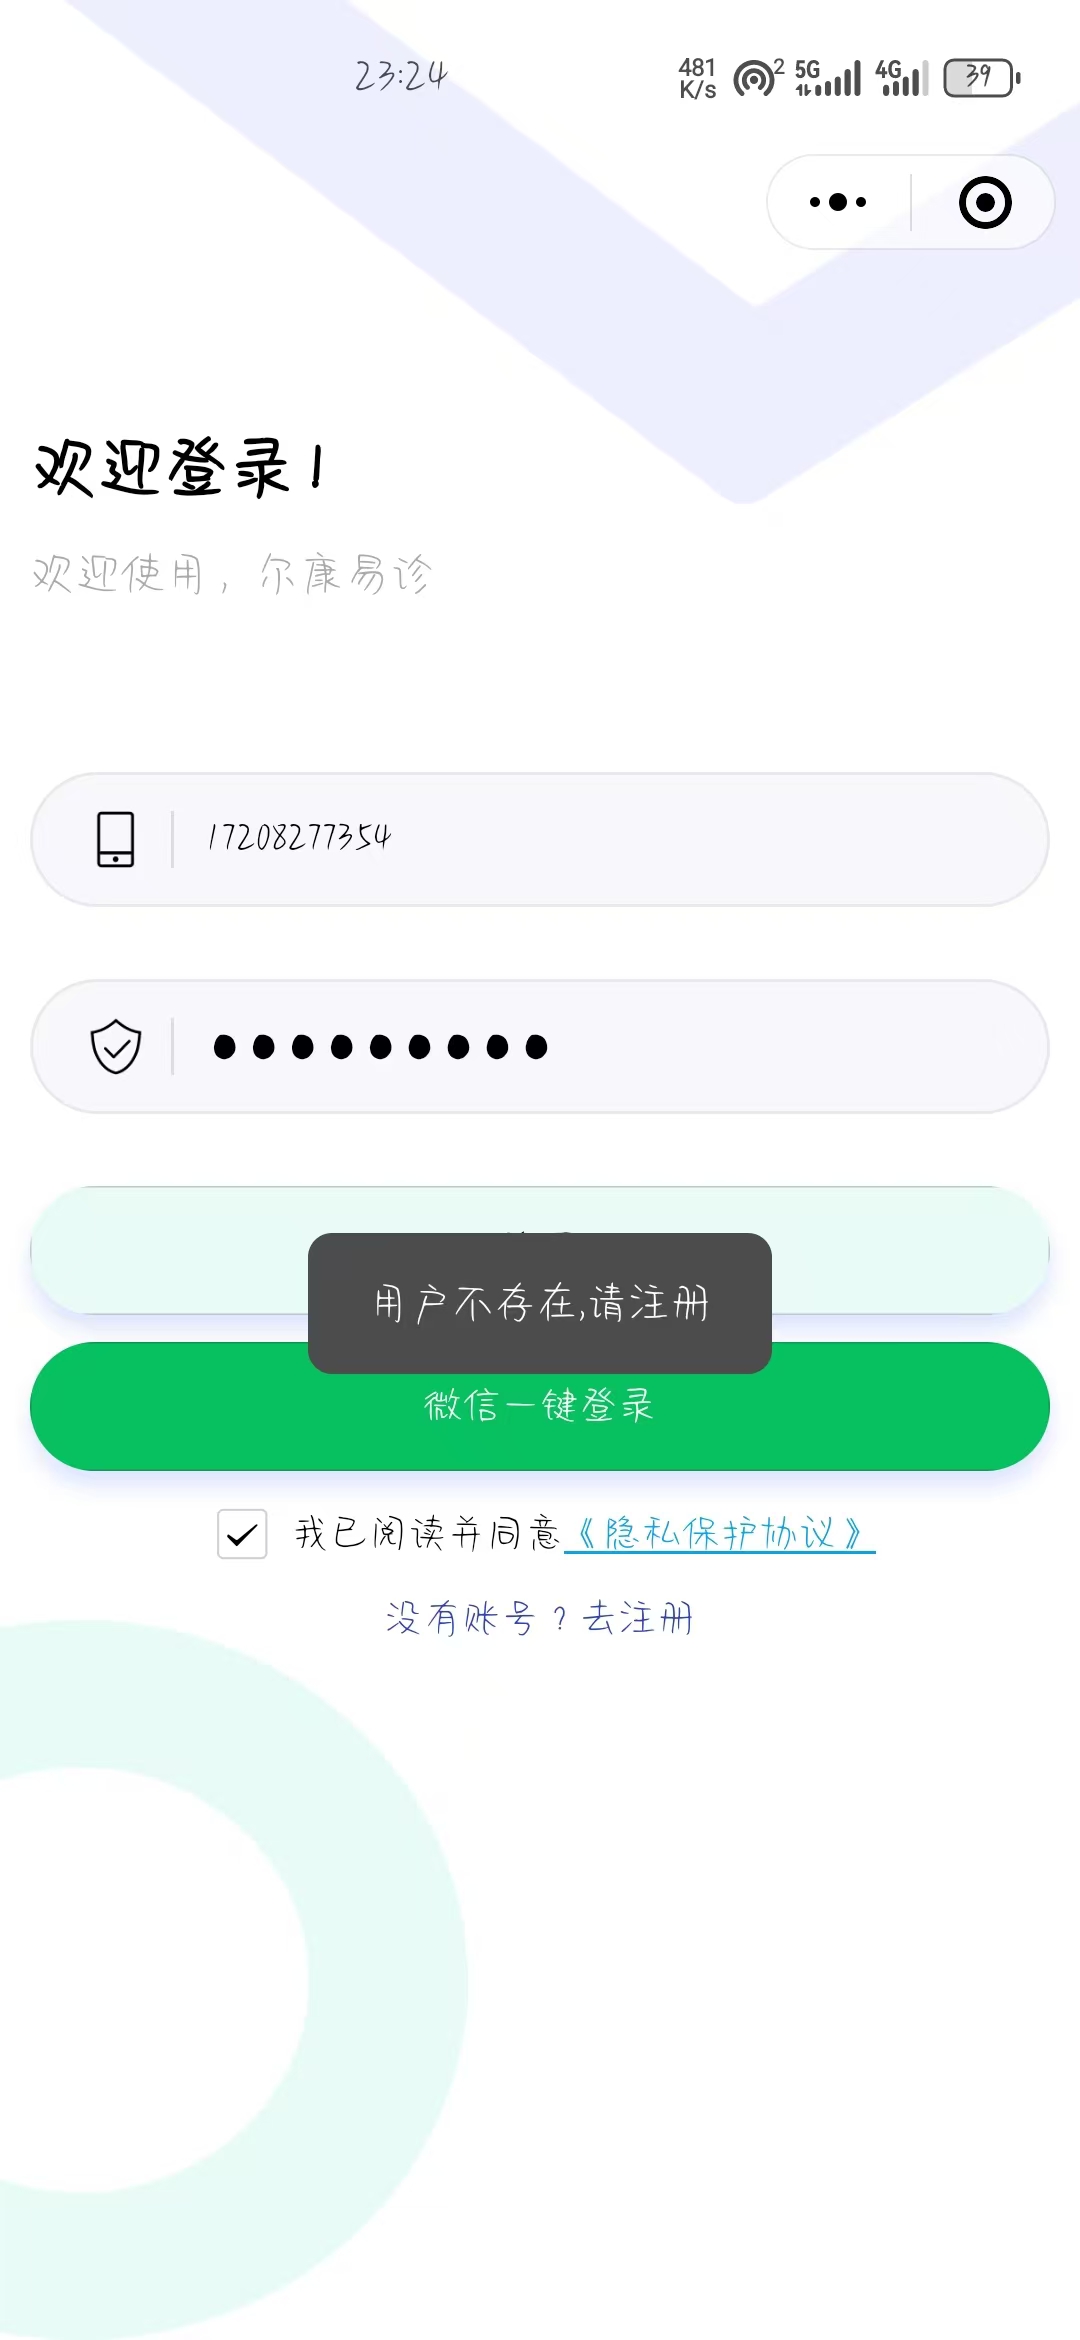 23:24
481
K/s
2
5G
4G
39
欢迎登录！
欢迎使用，尔康易诊
17208277354
用户不存在,请注册
微信一键登录
我已阅读并同意《隐私保护协议》
没有账号？去注册